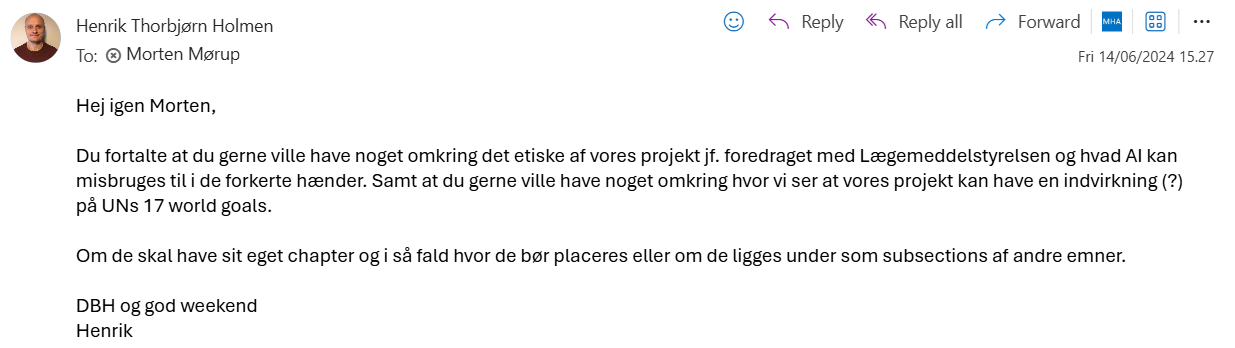 Henrik Thorbjørn Holmen
To: Morten Mørup
Reply
Reply all
Forward
MHA
Fri 14/06/2024 15.27
Hej igen Morten,
Du fortalte at du gerne ville have noget omkring det etiske af vores projekt jf. foredraget med Lægemeddelstyrelsen og hvad AI kan
misbruges til i de forkerte hænder. Samt at du gerne ville have noget omkring hvor vi ser at vores projekt kan have en indvirkning (?)
på UNs 17 world goals.
Om de skal have sit eget chapter og i så fald hvor de bør placeres eller om de ligges under som subsections af andre emner.
DBH og god weekend
Henrik